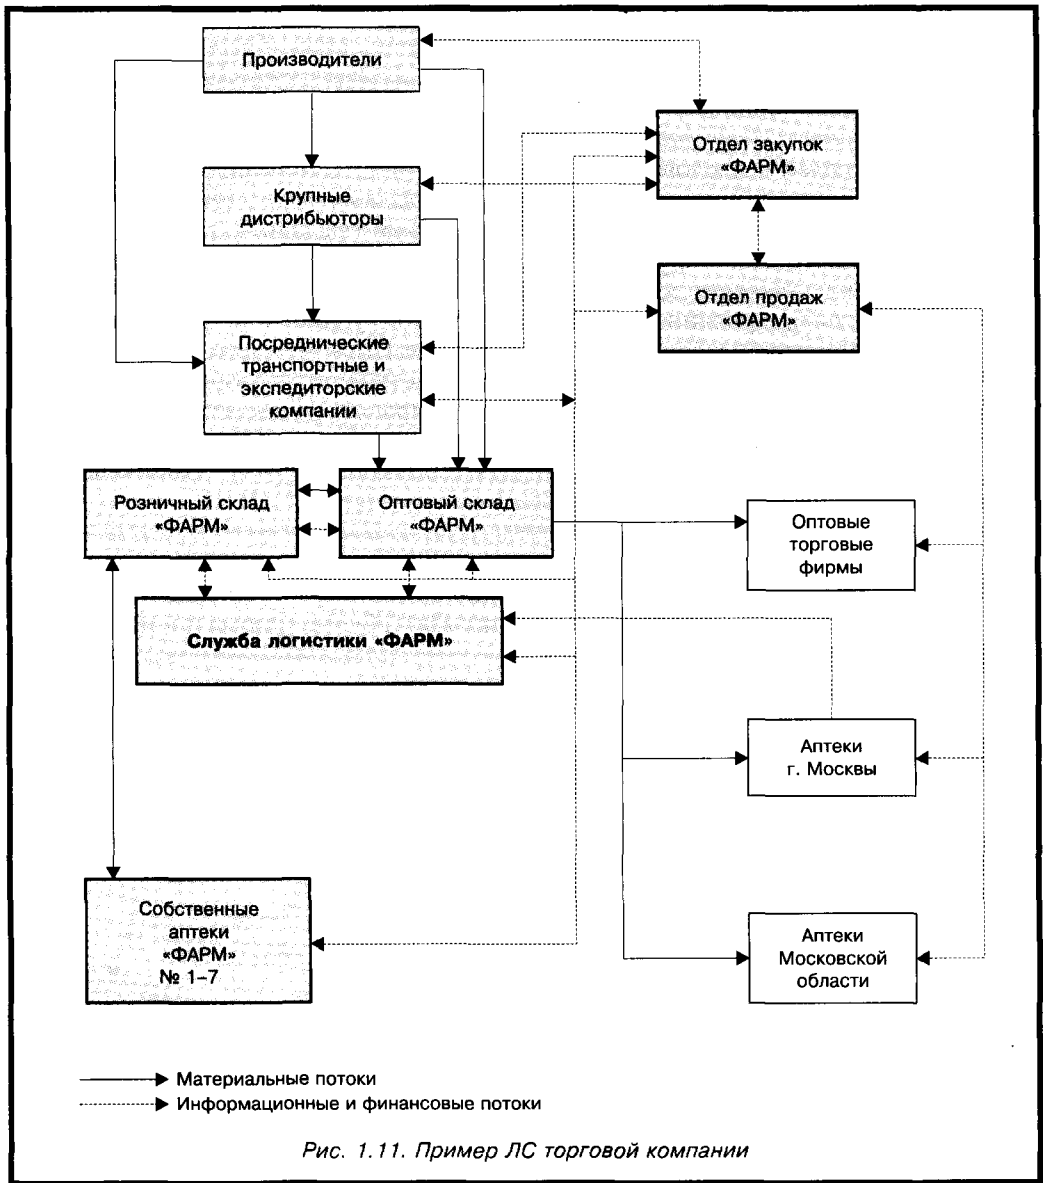 Производители
Отдел закупок
«ФАРМ»
Крупные
дистрибьюторы
Отдел продаж
«ФАРМ»
Посреднические
транспортные и
экспедиторские
компании
Розничный склад
«ФАРМ»
Оптовый склад
«ФАРМ»
Оптовые
торговые
фирмы
Служба логистики «ФАРМ»
Аптеки
г. Москвы
Собственные
аптеки
«ФАРМ»
№ 1–7
Аптеки
Московской
области
Материальные потоки
Информационные и финансовые потоки
Рис. 1.11. Пример ЛС торговой компании